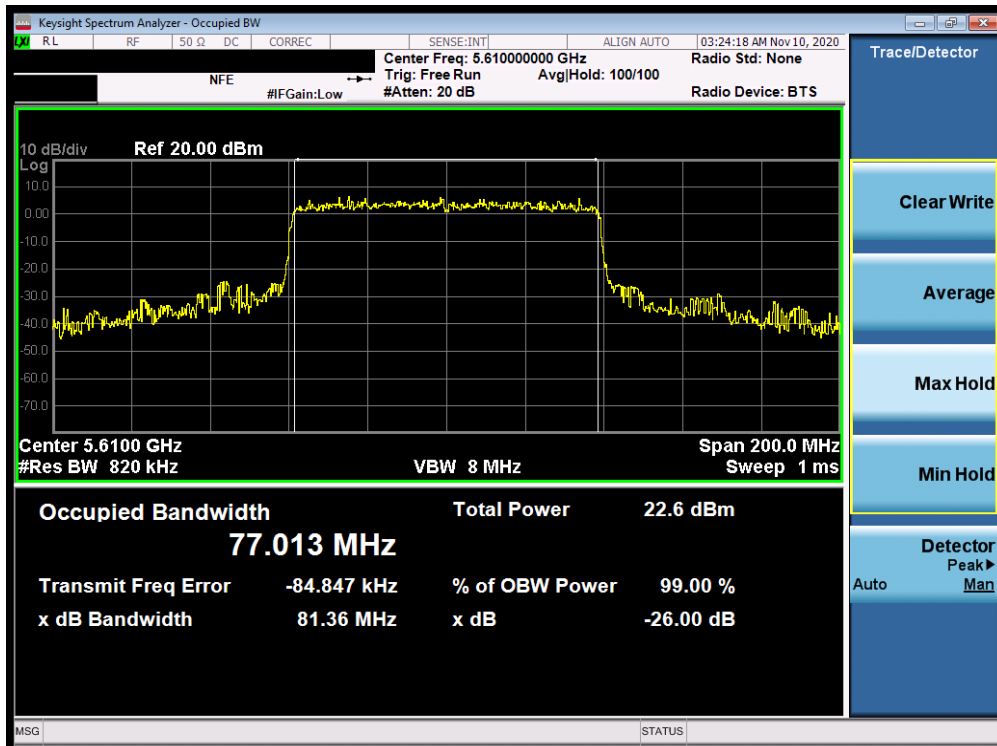 Keysight Spectrum Analyzer - Occupied BW
LXI RL RF 50 Ω DC CORREC SENSE:INT ALIGN AUTO 03:24:18 AM Nov 10, 2020
Center Freq: 5.610000000 GHz Radio Std: None
NFE Trig: Free Run Avg|Hold: 100/100
#IFGain:Low #Atten: 20 dB Radio Device: BTS
10 dB/div Ref 20.00 dBm
Log
10.0
0.00
-10.0
-20.0
-30.0
-40.0
-50.0
-60.0
-70.0
Center 5.6100 GHz Span 200.0 MHz
#Res BW 820 kHz VBW 8 MHz Sweep 1 ms
Occupied Bandwidth Total Power 22.6 dBm
77.013 MHz
Transmit Freq Error -84.847 kHz % of OBW Power 99.00 %
x dB Bandwidth 81.36 MHz x dB -26.00 dB
MSG STATUS
Trace/Detector
Clear Write
Average
Max Hold
Min Hold
Detector
Peak▶
Auto Man